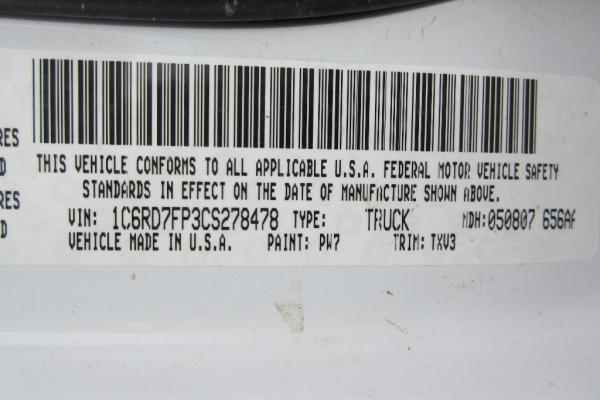 RES
D
RES
D
THIS VEHICLE CONFORMS TO ALL APPLICABLE U.S.A. FEDERAL MOTOR VEHICLE SAFETY
STANDARDS IN EFFECT ON THE DATE OF MANUFACTURE SHOWN ABOVE.
VIN: 1C6RD7FP3CS278478 TYPE: TRUCK MDH:050807 656AA
VEHICLE MADE IN U.S.A. PAINT: PW7 TRIM: TXV3